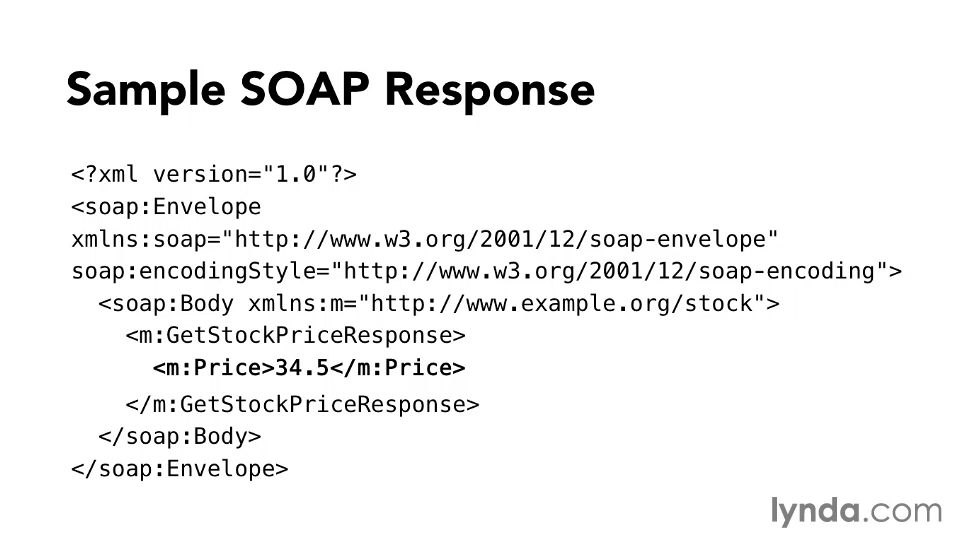 Sample SOAP Response
<?xml version="1.0"?>
<soap:Envelope
xmlns:soap="http://www.w3.org/2001/12/soap-envelope"
soap:encodingStyle="http://www.w3.org/2001/12/soap-encoding">
  <soap:Body xmlns:m="http://www.example.org/stock">
    <m:GetStockPriceResponse>
      <m:Price>34.5</m:Price>
    </m:GetStockPriceResponse>
  </soap:Body>
</soap:Envelope>
lynda.com